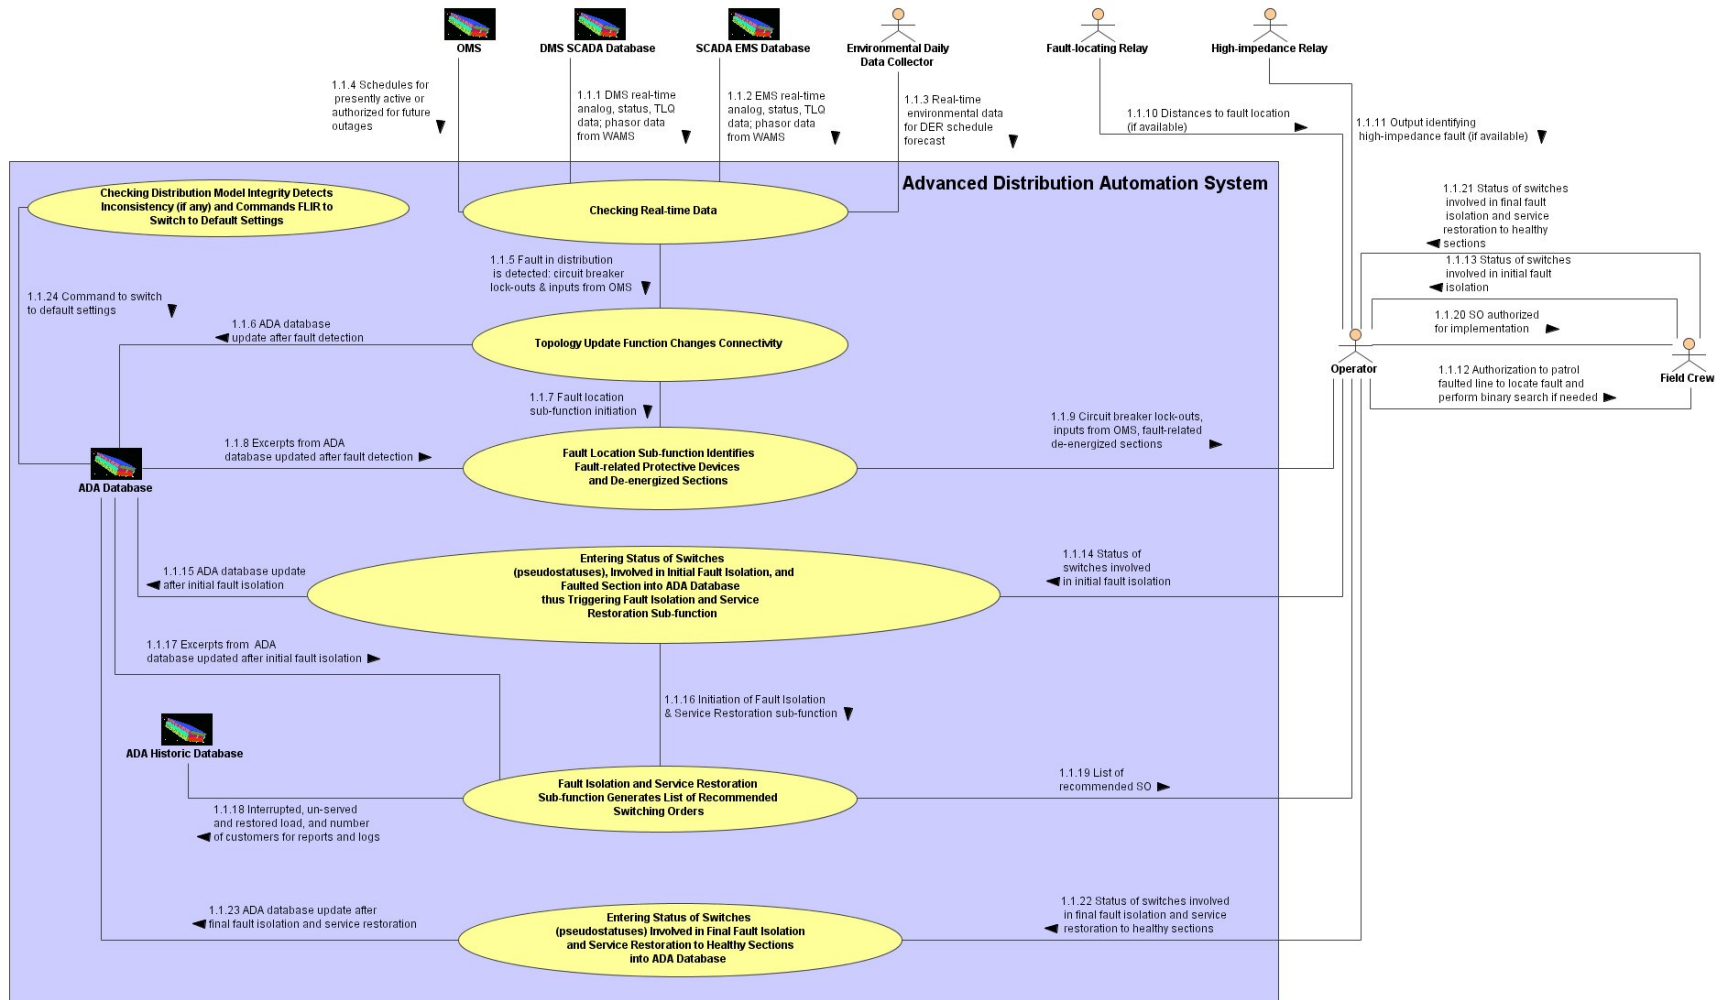 OMS
DMS SCADA Database
SCADA EMS Database
Environmental Daily
Data Collector
Fault-locating Relay
High-impedance Relay
1.1.4 Schedules for
presently active or
authorized for future
outages
1.1.1 DMS real-time
analog, status, TLQ
data; phasor data
from WAMS
1.1.2 EMS real-time
analog, status, TLQ
data; phasor data
from WAMS
1.1.3 Real-time
environmental data
for DER schedule
forecast
1.1.10 Distances to fault location
(if available)
1.1.11 Output identifying
high-impedance fault (if available)
Advanced Distribution Automation System
Checking Distribution Model Integrity Detects
Inconsistency (if any) and Commands FLIR to
Switch to Default Settings
Checking Real-time Data
1.1.21 Status of switches
involved in final fault
isolation and service
restoration to healthy
sections
1.1.13 Status of switches
involved in initial fault
isolation
1.1.5 Fault in distribution
is detected: circuit breaker
lock-outs & inputs from OMS
1.1.24 Command to switch
to default settings
1.1.6 ADA database
update after fault detection
Topology Update Function Changes Connectivity
1.1.20 SO authorized
for implementation
Operator
Field Crew
1.1.12 Authorization to patrol
faulted line to locate fault and
perform binary search if needed
1.1.7 Fault location
sub-function initiation
1.1.9 Circuit breaker lock-outs,
inputs from OMS, fault-related
de-energized sections
1.1.8 Excerpts from ADA
database updated after fault detection
Fault Location Sub-function Identifies
Fault-related Protective Devices
and De-energized Sections
ADA Database
1.1.15 ADA database update
after initial fault isolation
Entering Status of Switches
(pseudostatuses), Involved in Initial Fault Isolation, and
Faulted Section into ADA Database
thus Triggering Fault Isolation and Service
Restoration Sub-function
1.1.14 Status of
switches involved
in initial fault isolation
1.1.17 Excerpts from ADA
database updated after initial fault isolation
1.1.16 Initiation of Fault Isolation
& Service Restoration sub-function
ADA Historic Database
Fault Isolation and Service Restoration
Sub-function Generates List of Recommended
Switching Orders
1.1.19 List of
recommended SO
1.1.18 Interrupted, un-served
and restored load, and number
of customers for reports and logs
1.1.23 ADA database update after
final fault isolation and service restoration
Entering Status of Switches
(pseudostatuses) Involved in Final Fault Isolation
and Service Restoration to Healthy Sections
into ADA Database
1.1.22 Status of switches involved
in final fault isolation and service
restoration to healthy sections